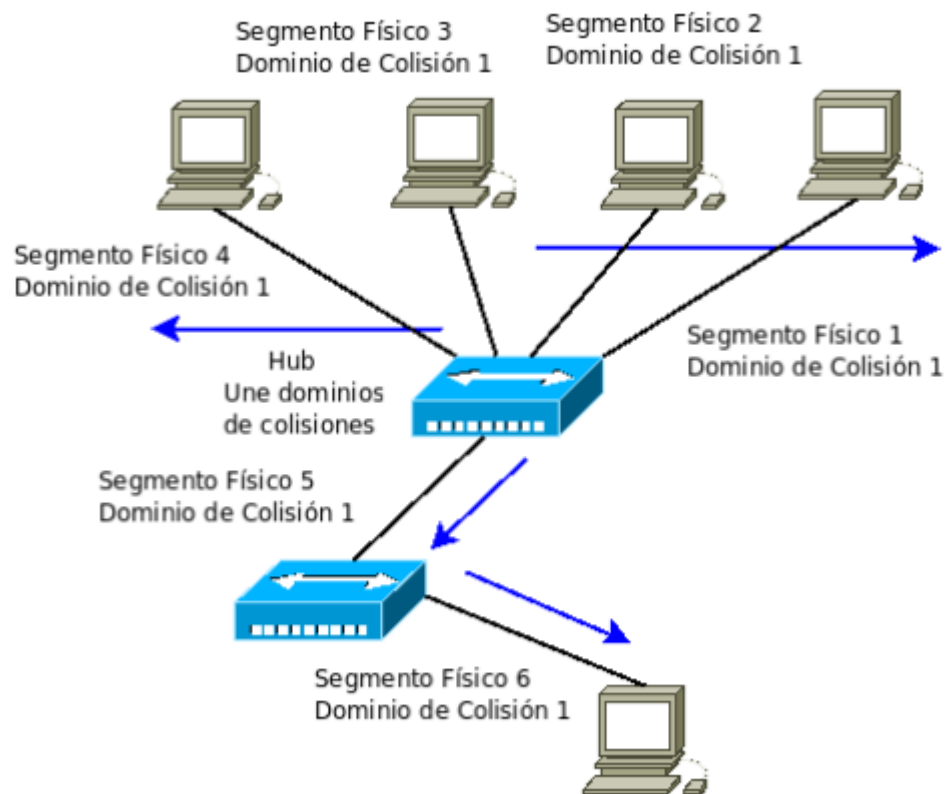 Segmento Físico 3
Dominio de Colisión 1
Segmento Físico 2
Dominio de Colisión 1
Segmento Físico 4
Dominio de Colisión 1
Segmento Físico 1
Dominio de Colisión 1
Hub
Une dominios
de colisiones
Segmento Físico 5
Dominio de Colisión 1
Segmento Físico 6
Dominio de Colisión 1